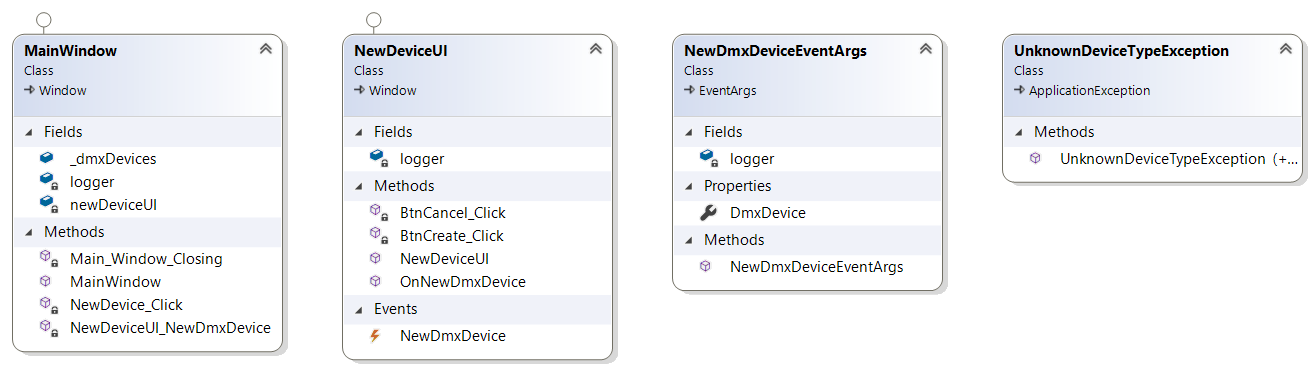 MainWindow
Class
Window
Fields
_dmxDevices
logger
newDeviceUI
Methods
Main_Window_Closing
MainWindow
NewDevice_Click
NewDeviceUI_NewDmxDevice
NewDeviceUI
Class
Window
Fields
logger
Methods
BtnCancel_Click
BtnCreate_Click
NewDeviceUI
OnNewDmxDevice
Events
NewDmxDevice
NewDmxDeviceEventArgs
Class
EventArgs
Fields
logger
Properties
DmxDevice
Methods
NewDmxDeviceEventArgs
UnknownDeviceTypeException
Class
ApplicationException
Methods
UnknownDeviceTypeException (+...